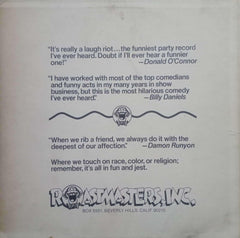 "It's really a laugh riot...the funniest party record
I've ever heard. Doubt if I'll ever hear a funnier
one!"
—Donald O'Connor
"I have worked with most of the top comedians
and funny acts in my many years in show
business, but this is the most hilarious comedy
I've ever heard."
—Billy Daniels
"When we rib a friend, we always do it with the
deepest of our affection."
—Damon Runyon
Where we touch on race, color, or religion;
remember, it's all in fun and jest.
ROASTMASTERS, INC.
BOX 5551, BEVERLY HILLS, CALIF 90210